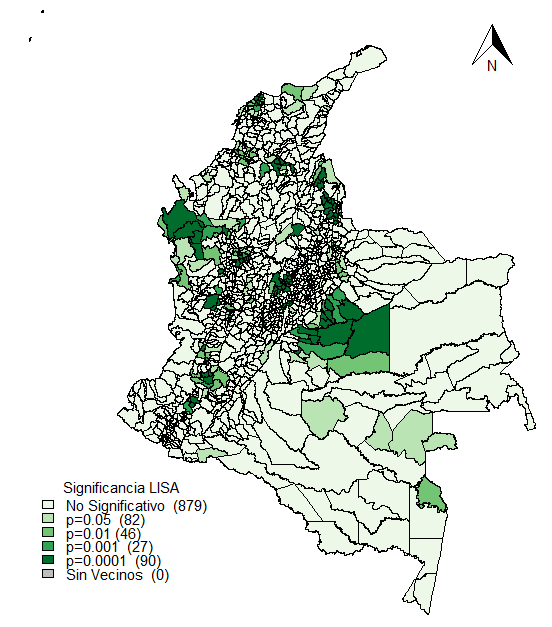 N
Significancia LISA
No Significativo (879)
p=0.05 (82)
p=0.01 (46)
p=0.001 (27)
p=0.0001 (90)
Sin Vecinos (0)